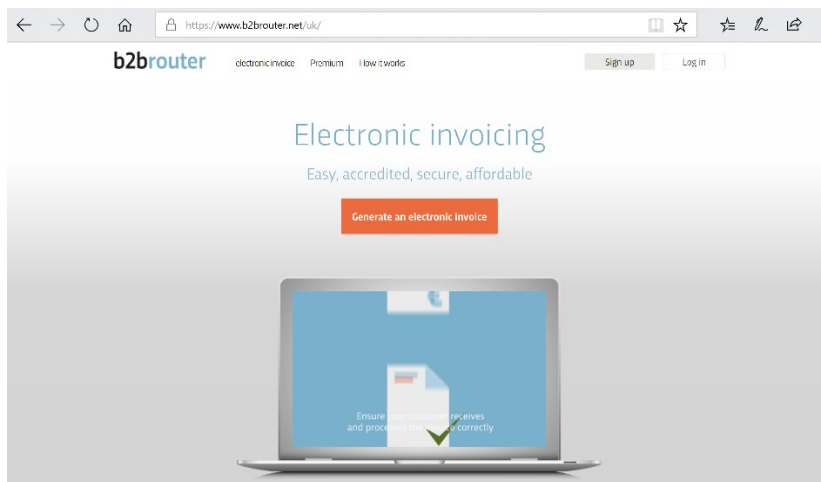 https://www.b2brouter.net/uk/
b2brouter electronic invoice Premium How it works Sign up Log in
Electronic invoicing
Easy, accredited, secure, affordable
Generate an electronic invoice
€
Ensure your customer receives
and processes the invoice correctly